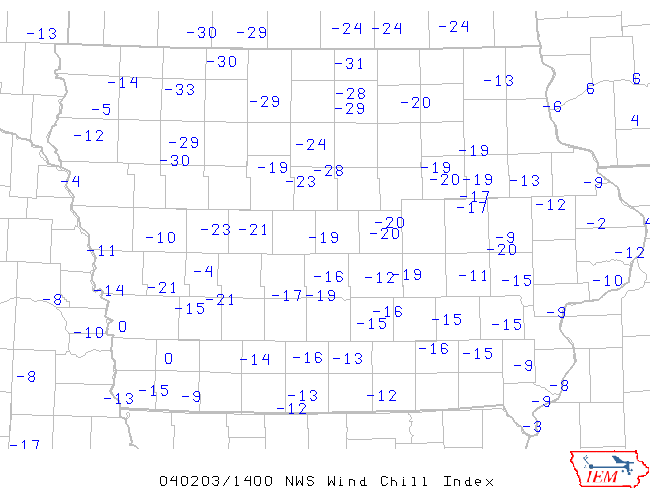 -13 -30 -29 -24 -24 -24
-30 -31
-14 -33 -13 6
-28 6
-5 -29 -29 -20 -6
4
-12 -29 -24 -19
-30 -19 -28 -19
-4 -23 -20 -19 -13 -9
-17 -12
-17
-10 -23 -21 -19 -20 -20 -9 -2 4
-11 -20 -12
-4 -16 -12 -19 -11 -15 -10
-14 -21 -17 -19
-8 -15 -21 -16 -9
-10 0 -15 -15 -15
0 -14 -16 -13 -16 -15 -9
-8 -8
-13 -15 -9 -13 -12 -9
-12
-3
-17
040203/1400 NWS Wind Chill Index
IEM